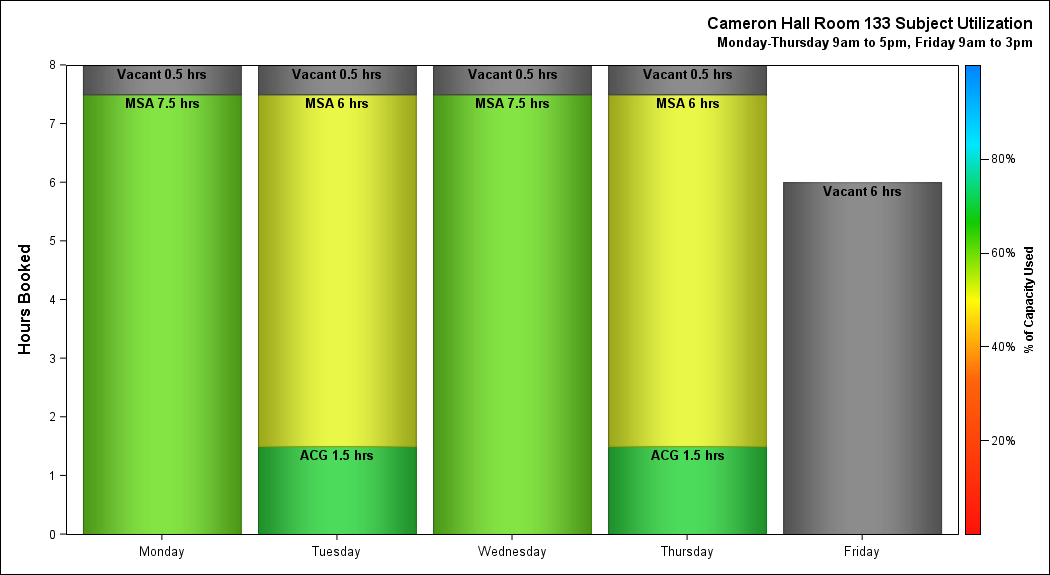 Cameron Hall Room 133 Subject Utilization
Monday-Thursday 9am to 5pm, Friday 9am to 3pm
Hours Booked
8
7
6
5
4
3
2
1
0
Vacant 0.5 hrs
MSA 7.5 hrs
Vacant 0.5 hrs
MSA 6 hrs
ACG 1.5 hrs
Vacant 0.5 hrs
MSA 7.5 hrs
Vacant 0.5 hrs
MSA 6 hrs
ACG 1.5 hrs
Vacant 6 hrs
Monday
Tuesday
Wednesday
Thursday
Friday
80%
60%
40%
20%
% of Capacity Used